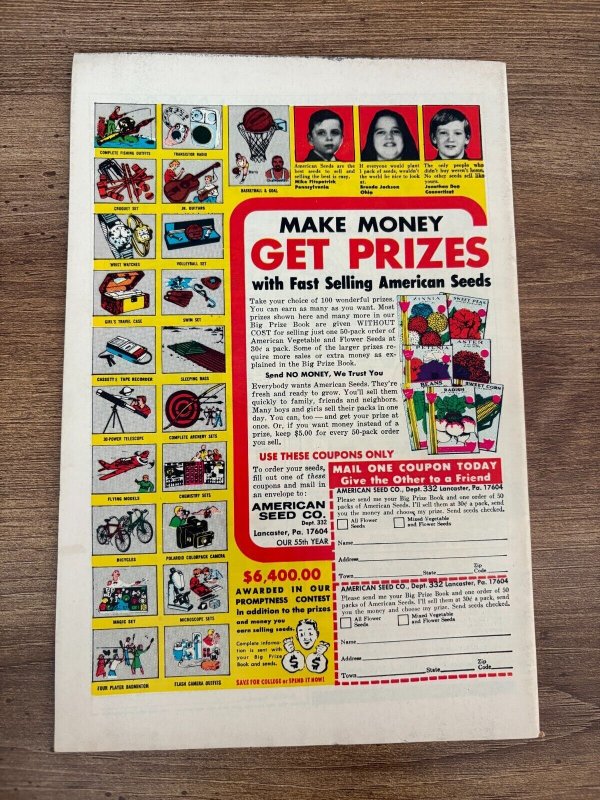 COMPLETE FISHING OUTFITS
TRANSISTOR RADIO
CROQUET SET
JR. GUITARS
WRIST WATCHES
VOLLEYBALL SET
GIRL'S TRAVEL CASE
SWIM SET
CASSETTE TAPE RECORDER
SLEEPING BAGS
30-POWER TELESCOPE
COMPLETE ARCHERY SETS
FLYING MODELS
CHEMISTRY SETS
BICYCLES
POLAROID COLORPACK CAMERA
MAGIC SET
MICROSCOPE SETS
FOUR PLAYER BADMINTON
FLASH CAMERA OUTFITS
BASKETBALL & GOAL
American Seeds are the
best seeds to sell and
selling the best is easy.
Mike Fitzpatrick
Pennsylvania
If everyone would plant
1 pack of seeds, wouldn't
the world be nice to look
Brenda Jackson
Ohio
The only people who
didn't buy weren't home.
No other seeds sell like
yours.
Jonathan Dop
Connecticut
MAKE MONEY
GET PRIZES
with Fast Selling American Seeds
Take your choice of 100 wonderful prizes.
You can earn as many as you want. Most
prizes shown here and many more in our
Big Prize Book are given WITHOUT
COST for selling just one 50-pack order of
American Vegetable and Flower Seeds at
30¢ a pack. Some of the larger prizes re-
quire more sales or extra money as ex-
plained in the Big Prize Book.
Send NO MONEY, We Trust You
Everybody wants American Seeds. They're
fresh and ready to grow. You'll sell them
quickly to family, friends and neighbors.
Many boys and girls sell their packs in one
day. You can, too — and get your prize at
once. Or, if you want money instead of a
prize, keep $5.00 for every 50-pack order
you sell.
ZINNIA
SWEET PEAS
PETUNIA
ASTER
BEANS
RADISH
SWEET CORN
USE THESE COUPONS ONLY
To order your seeds,
fill out one of these
coupons and mail in
an envelope to:
AMERICAN
SEED CO.
Dept. 332
Lancaster, Pa. 17604
OUR 55th YEAR
$6,400.00
AWARDED IN OUR
PROMPTNESS CONTEST
In addition to the prizes
and money you
earn selling seeds.
Complete informa-
tion is sent with
your Big Prize
Book and seeds.
$ $
SAVE FOR COLLEGE or SPEND IT NOW!
MAIL ONE COUPON TODAY
Give the Other to a Friend
AMERICAN SEED CO., Dept. 332 Lancaster, Pa. 17604
Please send me your Big Prize Book and one order of 50
packs of American Seeds. I'll sell them at 30¢ a pack, send
you the money and choose my prize. Send seeds checked.
All Flower Seeds
Mixed Vegetable and Flower Seeds
Name
Address
Town State Zip Code
AMERICAN SEED CO., Dept. 332 Lancaster, Pa. 17604
Please send me your Big Prize Book and one order of 50
packs of American Seeds. I'll sell them at 30¢ a pack, send
you the money and choose my prize. Send seeds checked.
All Flower Seeds
Mixed Vegetable and Flower Seeds
Name
Address
Town State Zip Code